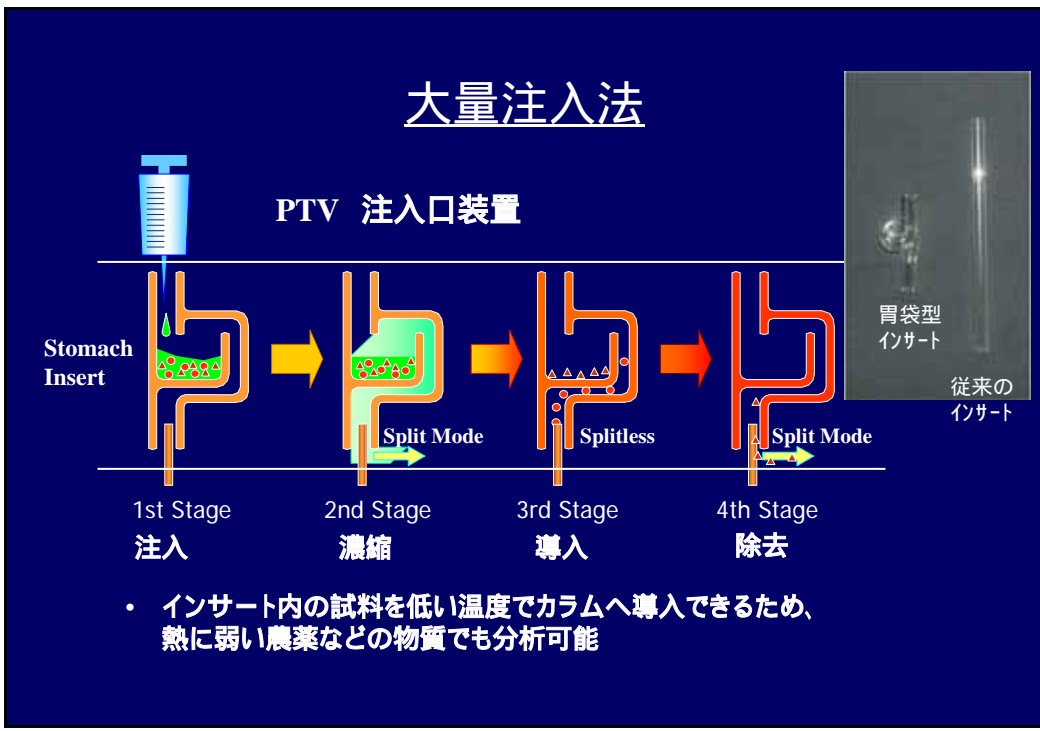 大量注入法
PTV 注入口装置
胃袋型
インサート
従来の
インサート
Stomach
Insert
Split Mode
Splitless
Split Mode
1st Stage
2nd Stage
3rd Stage
4th Stage
注入
濃縮
導入
除去
• インサート内の試料を低い温度でカラムへ導入できるため、
熱に弱い農薬などの物質でも分析可能